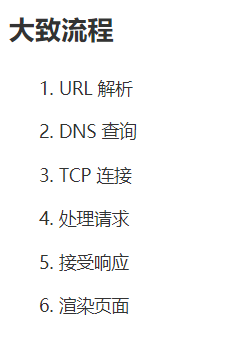 大致流程
1. URL 解析
2. DNS 查询
3. TCP 连接
4. 处理请求
5. 接受响应
6. 渲染页面